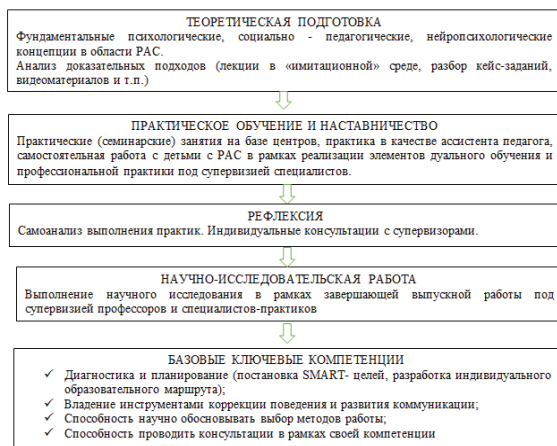 ТЕОРЕТИЧЕСКАЯ ПОДГОТОВКА
Фундаментальные психологические, социально - педагогические, нейропсихологические
концепции в области РАС.
Анализ доказательных подходов (лекции в «имитационной» среде, разбор кейс-заданий,
видеоматериалов и т.п.)
ПРАКТИЧЕСКОЕ ОБУЧЕНИЕ И НАСТАВНИЧЕСТВО
Практические (семинарские) занятия на базе центров, практика в качестве ассистента педагога,
самостоятельная работа с детьми с РАС в рамках реализации элементов дуального обучения и
профессиональной практики под супервизией специалистов.
РЕФЛЕКСИЯ
Самоанализ выполнения практик. Индивидуальные консультации с супервизорами.
НАУЧНО-ИССЛЕДОВАТЕЛЬСКАЯ РАБОТА
Выполнение научного исследования в рамках завершающей выпускной работы под
супервизией профессоров и специалистов-практиков
БАЗОВЫЕ КЛЮЧЕВЫЕ КОМПЕТЕНЦИИ
✓ Диагностика и планирование (постановка SMART- целей, разработка индивидуального
образовательного маршрута);
✓ Владение инструментами коррекции поведения и развития коммуникации;
✓ Способность научно обосновывать выбор методов работы;
✓ Способность проводить консультации в рамках своей компетенции